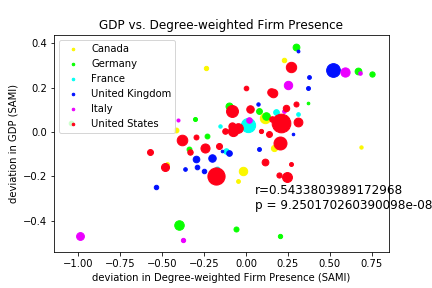 GDP vs. Degree-weighted Firm Presence
0.4
0.2
0.0
−0.2
−0.4
deviation in GDP (SAMI)
Canada
Germany
France
United Kingdom
Italy
United States
r=0.5433803989172968
p = 9.250170260390098e-08
−1.00
−0.75
−0.50
−0.25
0.00
0.25
0.50
0.75
deviation in Degree-weighted Firm Presence (SAMI)